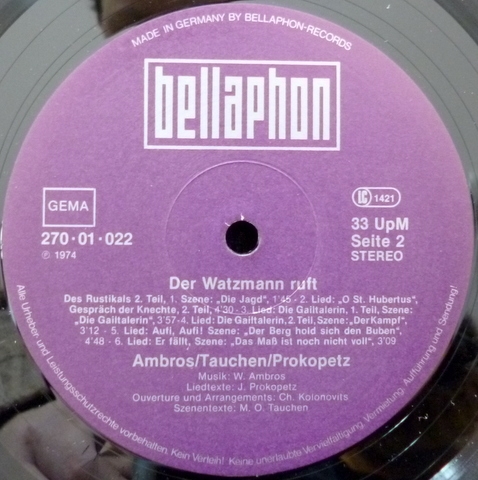 MADE IN GERMANY BY BELLAPHON-RECORDS
bellaphon
GEMA
LC 1421
270·01·022
℗ 1974
33 UpM
Seite 2
STEREO
Der Watzmann ruft
Des Rustikals 2. Teil, 1. Szene: „Die Jagd", 1'45 - 2. Lied: „O St. Hubertus",
Gespräch der Knechte, 2. Teil, 4'30 - 3. Lied: Die Gailtalerin, 1. Teil, Szene:
„Die Gailtalerin", 3'57 - 4. Lied: Die Gailtalerin, 2. Teil, Szene: „Der Kampf",
3'12 - 5. Lied: Aufi, Aufi! Szene: „Der Berg hold sich den Buben",
4'48 - 6. Lied: Er fällt, Szene: „Das Maß ist noch nicht voll", 3'09
Ambros/Tauchen/Prokopetz
Musik: W. Ambros
Liedtexte: J. Prokopetz
Ouverture and Arrangements: Ch. Kolonovits
Szenentexte: M. O. Tauchen
Alle Urheber- und Leistungsschutzrechte vorbehalten. Kein Verleih! Keine unerlaubte Vervielfältigung, Vermietung, Aufführung und Sendung!